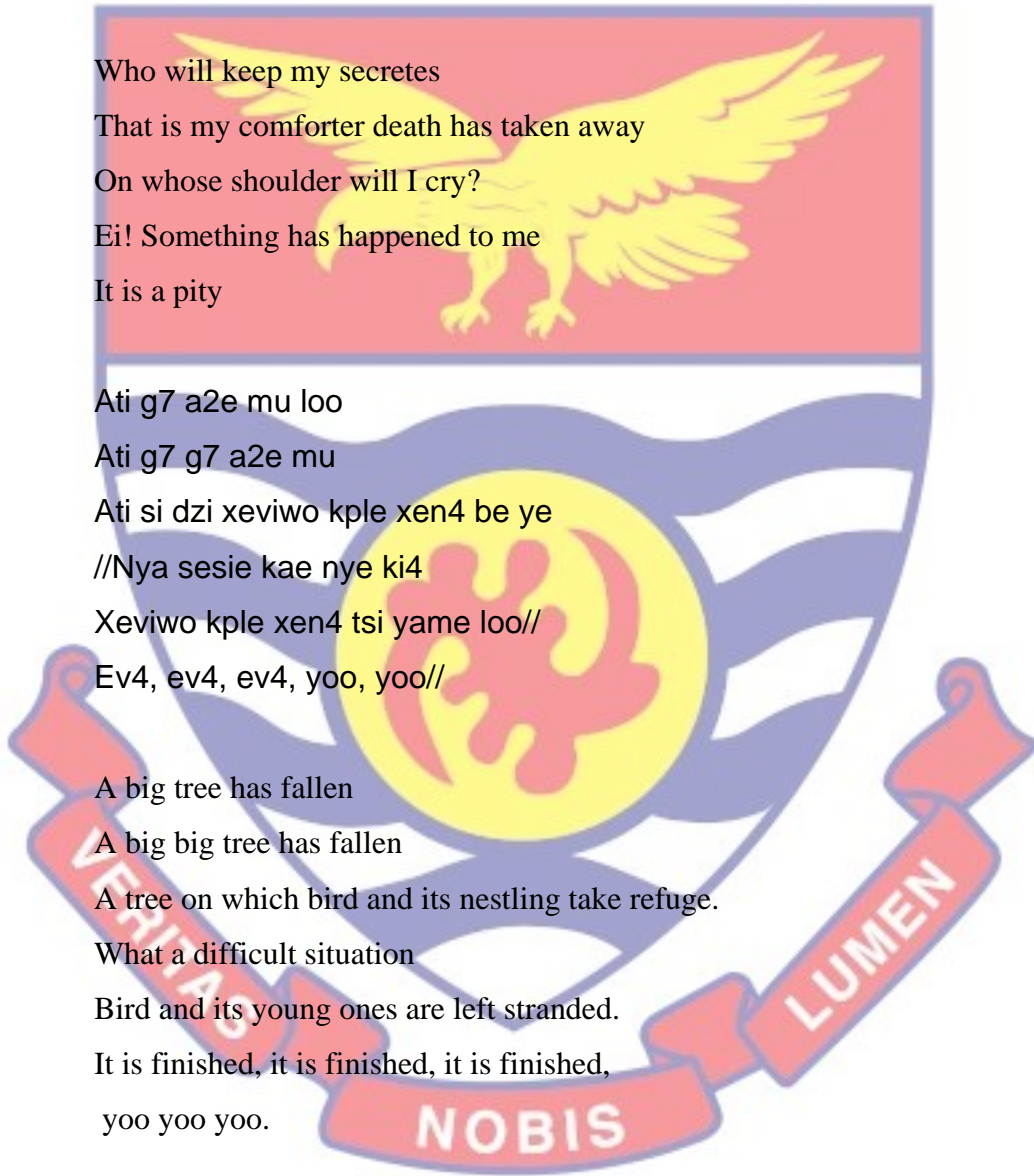 Who will keep my secretes
That is my comforter death has taken away
On whose shoulder will I cry?
Ei! Something has happened to me
It is a pity
Ati g7 a2e mu loo
Ati g7 g7 a2e mu
Ati si dzi xeviwo kple xen4 be ye
//Nya sesie kae nye ki4
Xeviwo kple xen4 tsi yame loo//
Ev4, ev4, ev4, yoo, yoo//
A big tree has fallen
A big big tree has fallen
A tree on which bird and its nestling take refuge.
What a difficult situation
Bird and its young ones are left stranded.
It is finished, it is finished, it is finished,
yoo yoo yoo.
VERITAS
NOBIS
LUMEN